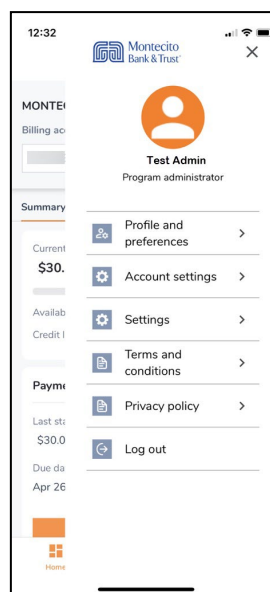 12:32
Montecito
Bank & Trust
MONTE
Billing ac
Test Admin
Program administrator
Summary
Profile and
preferences
Current
$30.
Account settings
Availab
Settings
Credit l
Terms and
conditions
Payme
Privacy policy
Last sta
$30.0
Log out
Due da
Apr 26
Home